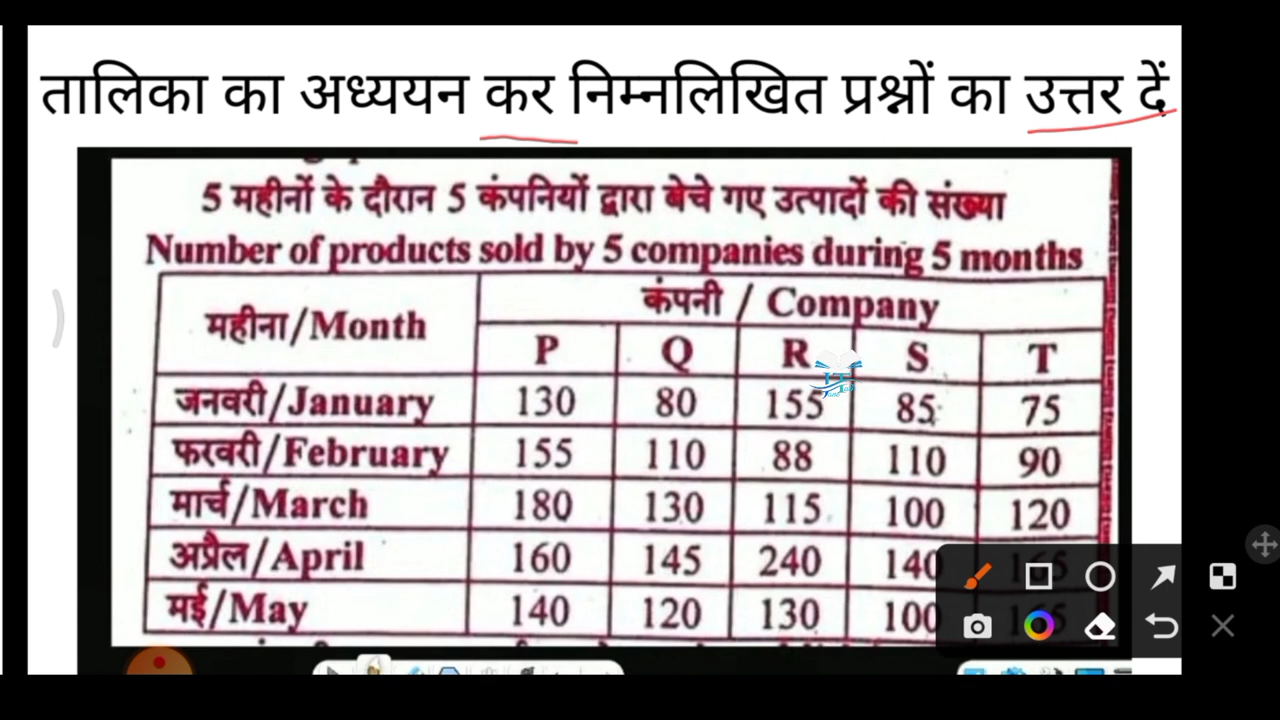 तालिका का अध्ययन कर निम्नलिखित प्रश्नों का उत्तर दें
5 महीनों के दौरान 5 कंपनियों द्वारा बेचे गए उत्पादों की संख्या
Number of products sold by 5 companies during 5 months
महीना/Month कंपनी / Company
P Q R S T
जनवरी/January 130 80 155 85 75
फरवरी/February 155 110 88 110 90
मार्च/March 180 130 115 100 120
अप्रैल/April 160 145 240 140 165
मई/May 140 120 130 100 165